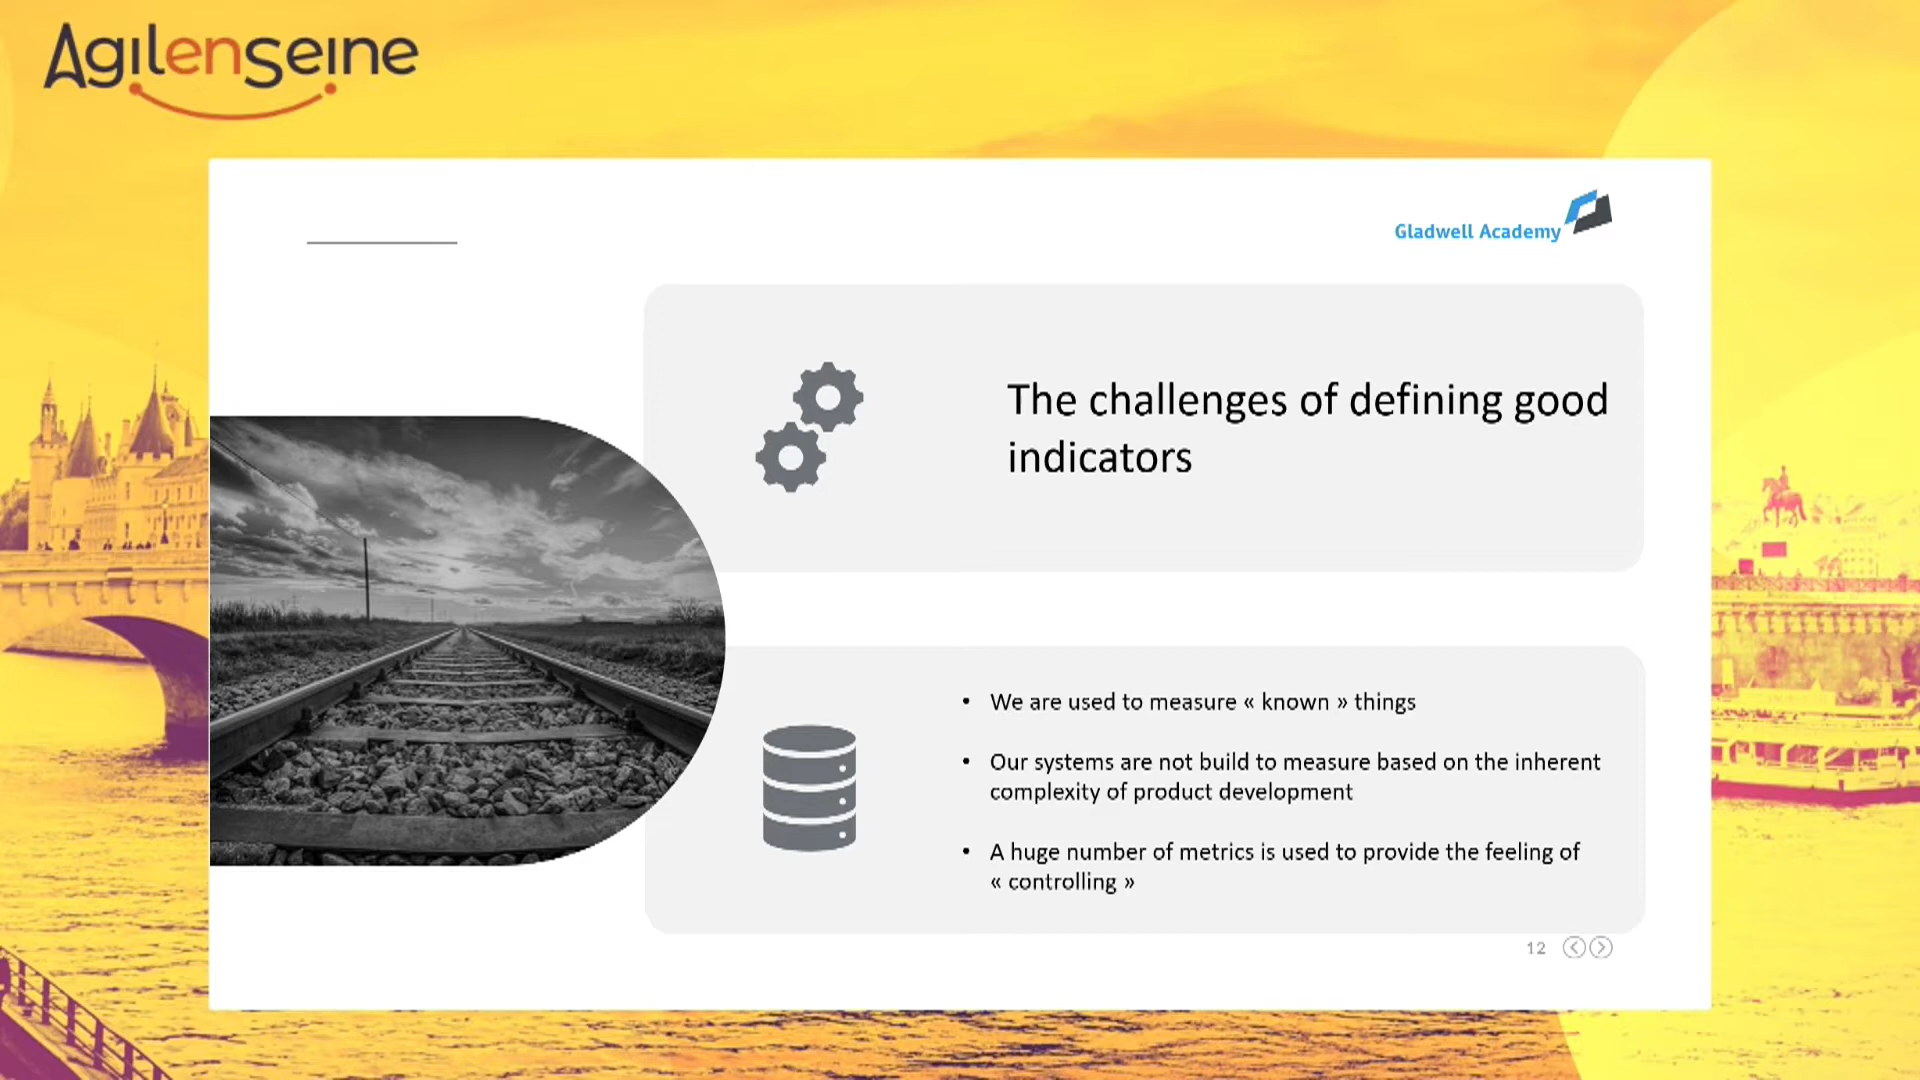 Agilenseine
Gladwell Academy
The challenges of defining good
indicators
• We are used to measure « known » things
• Our systems are not build to measure based on the inherent
complexity of product development
• A huge number of metrics is used to provide the feeling of
« controlling »
12